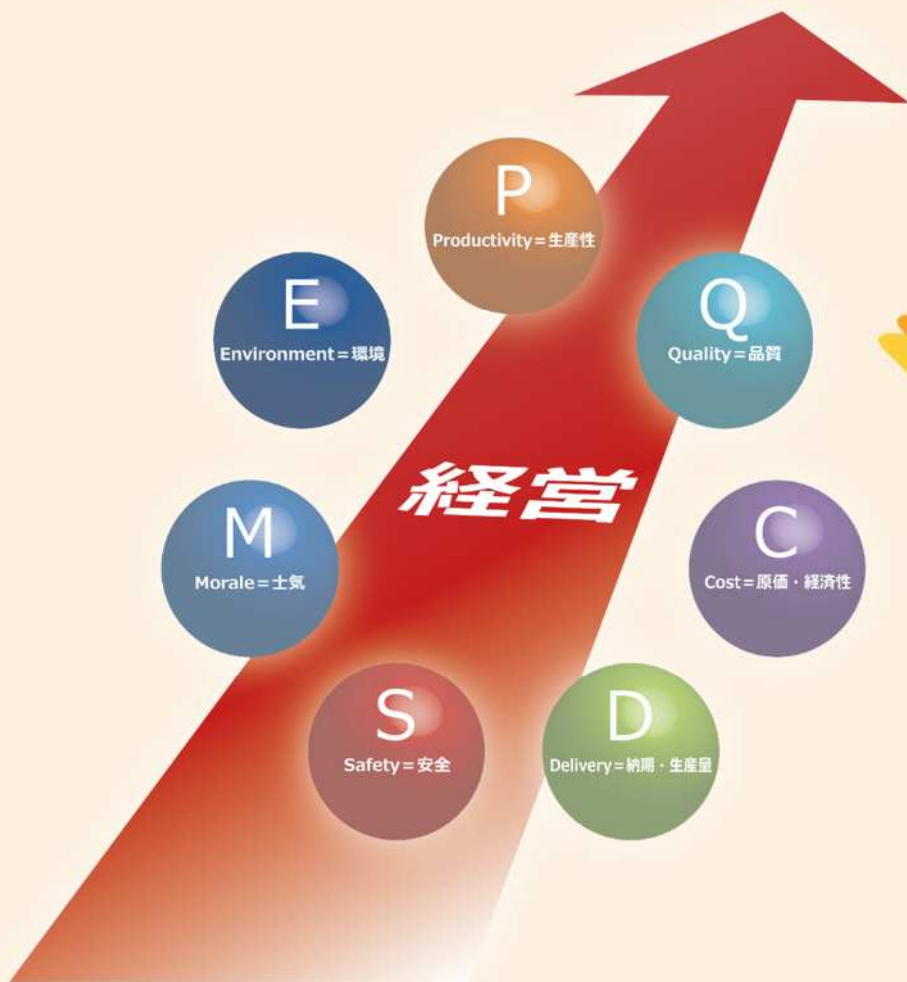 P
Productivity=生産性
E
Environment=環境
Q
Quality=品質
経営
M
Morale=士気
C
Cost=原価・経済性
S
Safety=安全
D
Delivery=納期・生産量